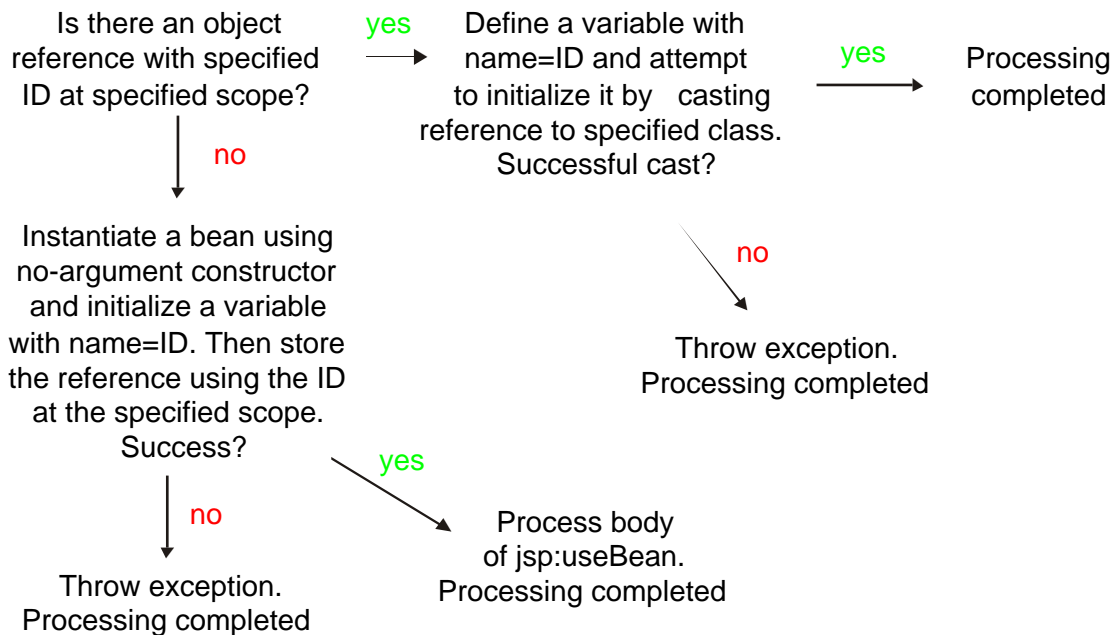 Is there an object
reference with specified
ID at specified scope?
yes
Define a variable with
name=ID and attempt
to initialize it by casting
reference to specified class.
Successful cast?
yes
Processing
completed
no
Instantiate a bean using
no-argument constructor
and initialize a variable
with name=ID. Then store
the reference using the ID
at the specified scope.
Success?
no
Throw exception.
Processing completed
yes
no
Process body
of jsp:useBean.
Processing completed
Throw exception.
Processing completed